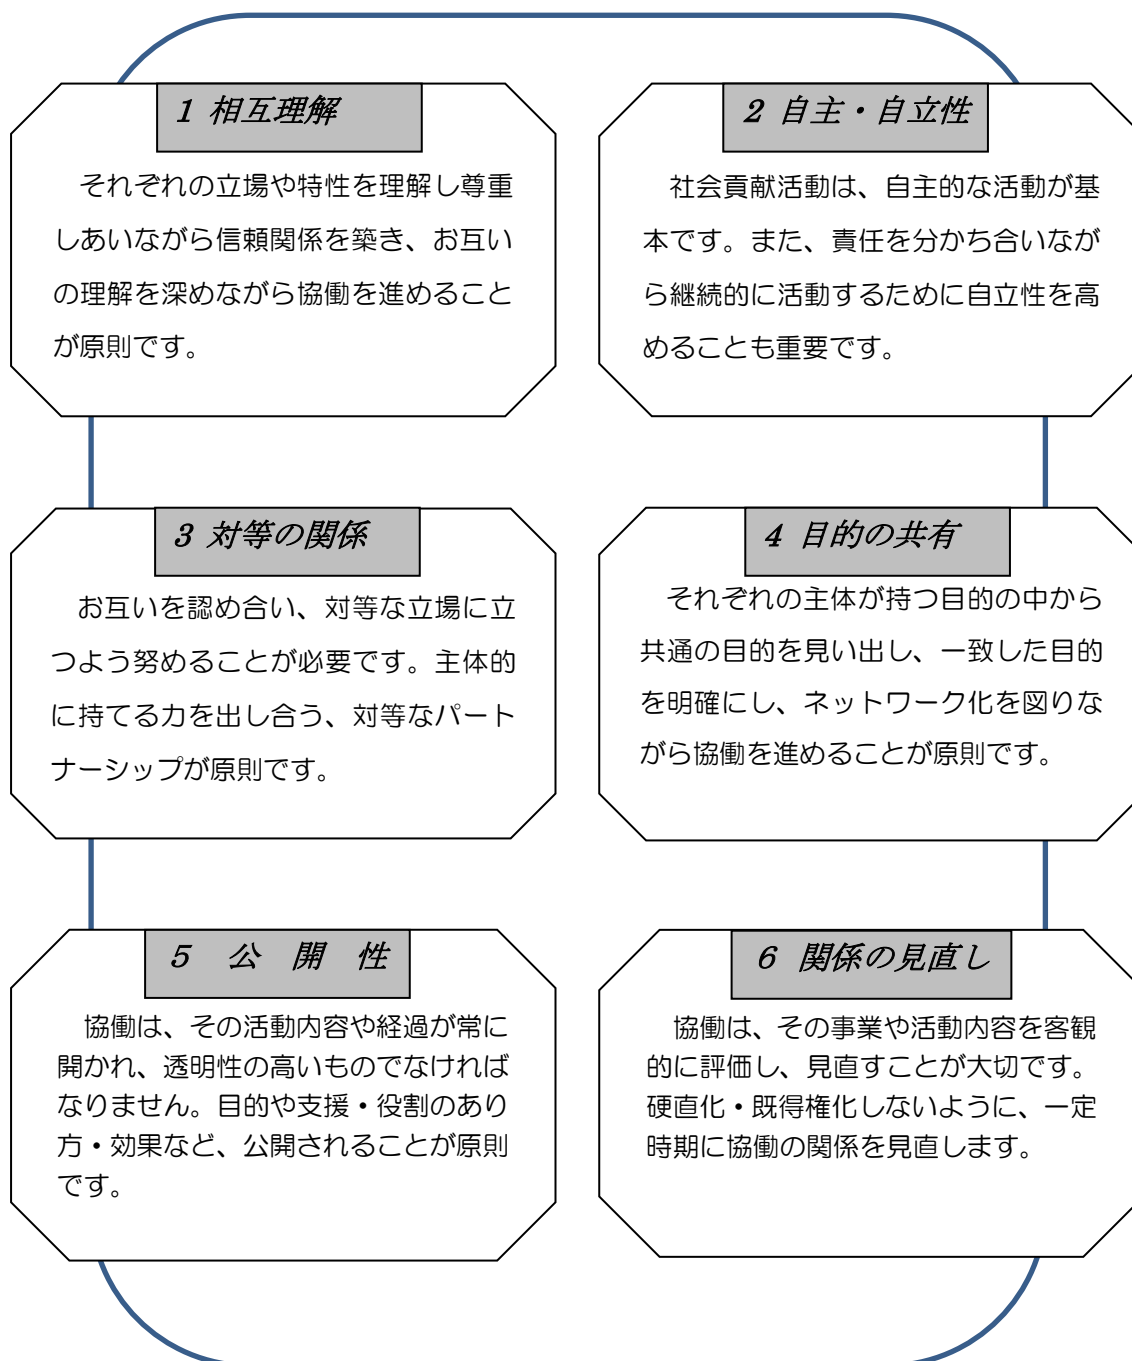 1 相互理解
それぞれの立場や特性を理解し尊重
しあいながら信頼関係を築き、お互い
の理解を深めながら協働を進めること
が原則です。
2 自主・自立性
社会貢献活動は、自主的な活動が基
本です。また、責任を分かち合いなが
ら継続的に活動するために自立性を高
めることも重要です。
3 対等の関係
お互いを認め合い、対等な立場に立
つよう努めることが必要です。主体的
に持てる力を出し合う、対等なパート
ナーシップが原則です。
4 目的の共有
それぞれの主体が持つ目的の中から
共通の目的を見い出し、一致した目的
を明確にし、ネットワーク化を図りな
がら協働を進めることが原則です。
5 公 開 性
協働は、その活動内容や経過が常に
開かれ、透明性の高いものでなければ
なりません。目的や支援・役割のあり
方・効果など、公開されることが原則
です。
6 関係の見直し
協働は、その事業や活動内容を客観
的に評価し、見直すことが大切です。
硬直化・既得権化しないように、一定
時期に協働の関係を見直します。